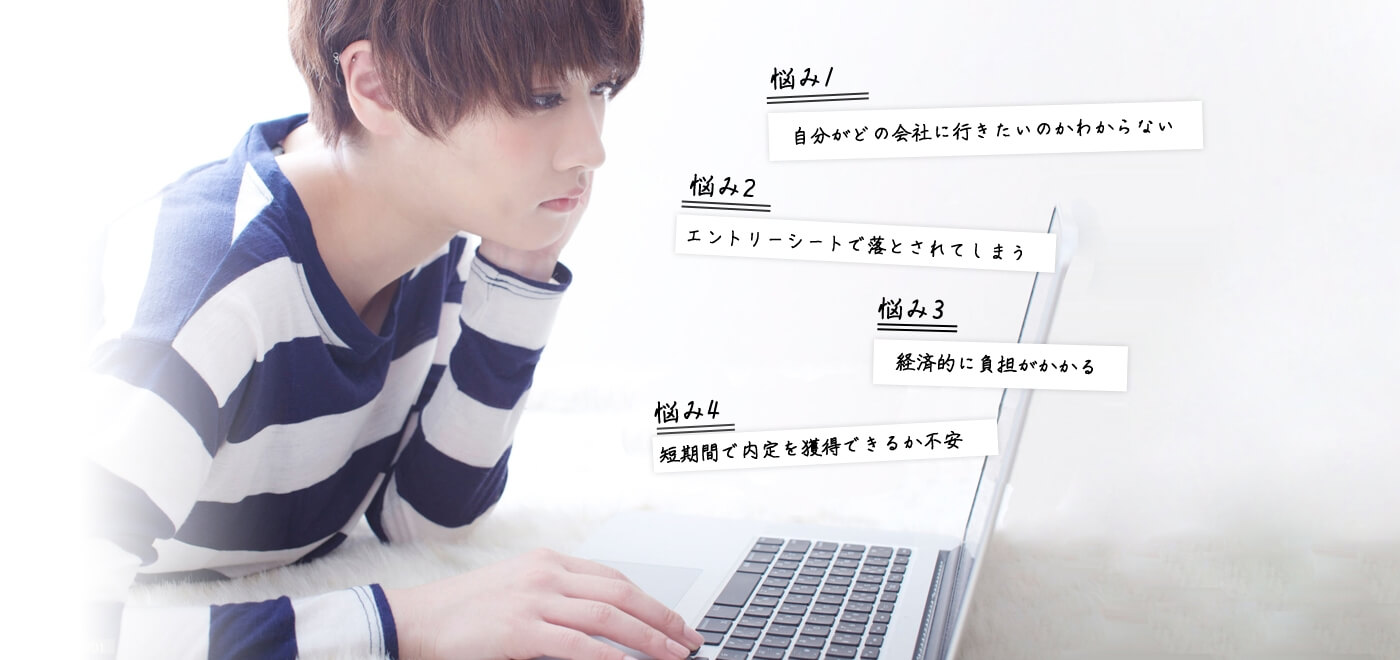 悩み1
自分がどの会社に行きたいのかわからない
悩み2
エントリーシートで落とされてしまう
悩み3
経済的に負担がかかる
悩み4
短期間で内定を獲得できるか不安